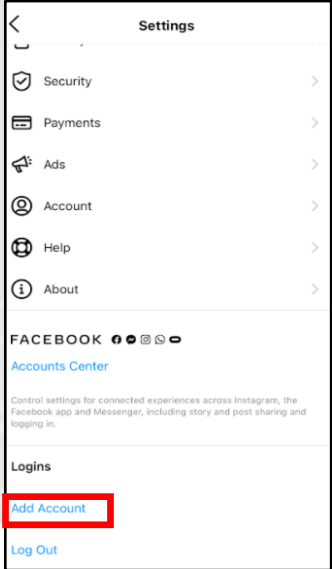 Settings
Security
Payments
Ads
Account
Help
About
FACEBOOK
Accounts Center
Control settings for connected experiences across Instagram, the
Facebook app and Messenger, including story and post sharing and
logging in.
Logins
Add Account
Log Out